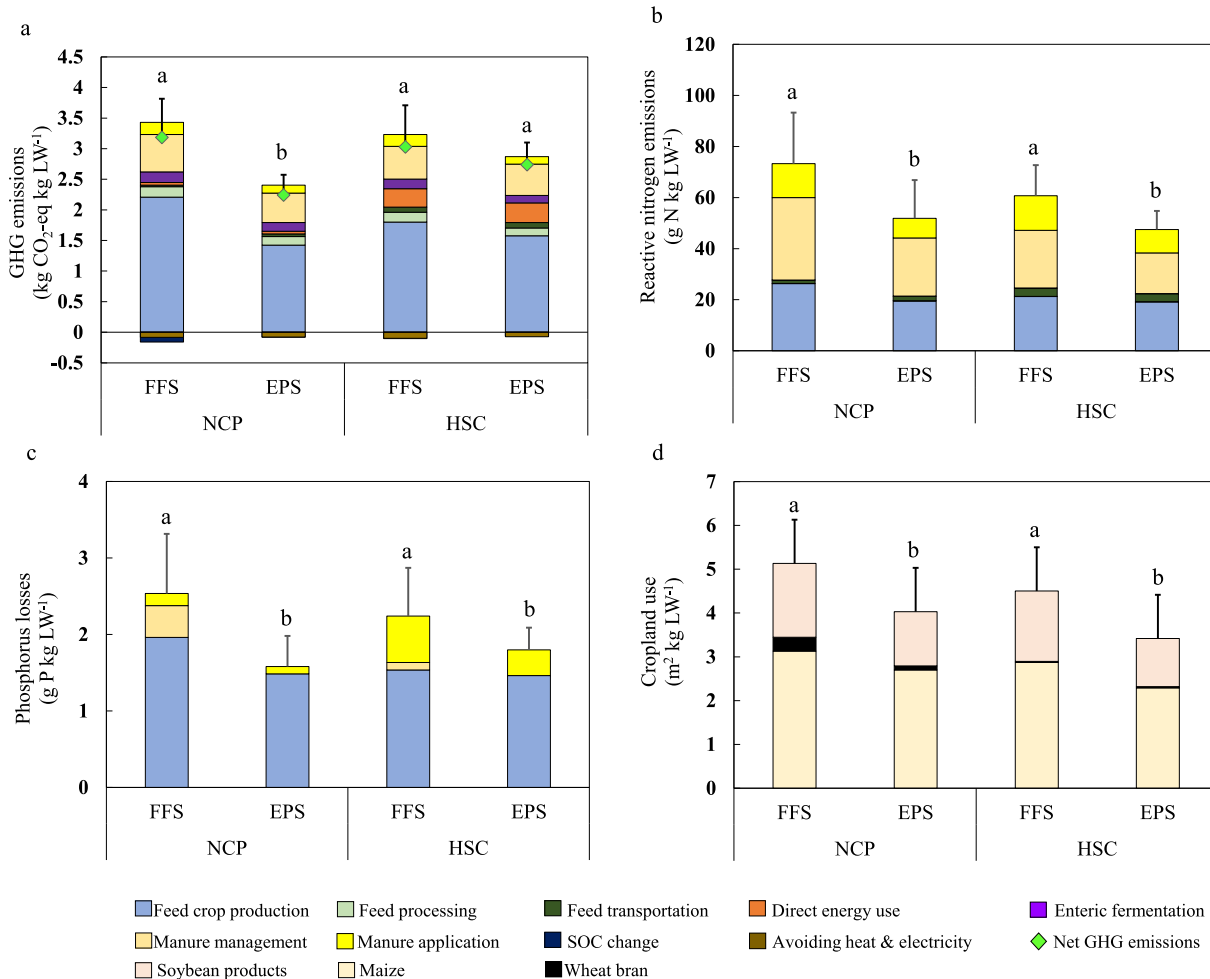 a
GHG emissions
(kg CO₂-eq kg LW⁻¹)
4.5
4
3.5
3
2.5
2
1.5
1
0.5
0
-0.5
a
b
a
a
FFS EPS FFS EPS
NCP HSC
b
Reactive nitrogen emissions
(g N kg LW⁻¹)
120
100
80
60
40
20
0
a
b
a
b
FFS EPS FFS EPS
NCP HSC
c
Phosphorus losses
(g P kg LW⁻¹)
4
3
2
1
0
a
b
a
b
FFS EPS FFS EPS
NCP HSC
d
Cropland use
(m² kg LW⁻¹)
7
6
5
4
3
2
1
0
a
b
a
b
FFS EPS FFS EPS
NCP HSC
Feed crop production Feed processing Feed transportation Direct energy use Enteric fermentation
Manure management Manure application SOC change Avoiding heat & electricity Net GHG emissions
Soybean products Maize Wheat bran